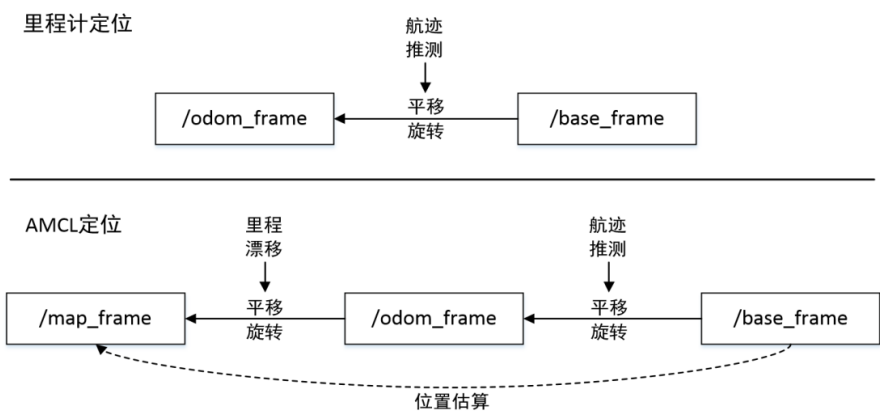 里程计定位
航迹
推测
/odom_frame
平移
旋转
/base_frame
AMCL定位
里程
漂移
航迹
推测
/map_frame
平移
旋转
/odom_frame
平移
旋转
/base_frame
位置估算